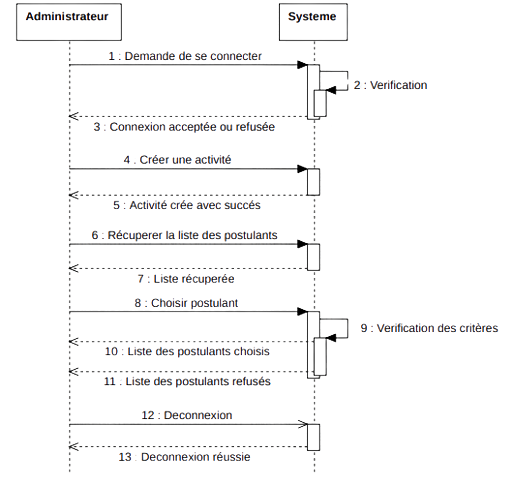 Administrateur
Systeme
1 : Demande de se connecter
2 : Verification
3 : Connexion acceptée ou refusée
4 . Créer une activité
5 : Activité crée avec succés
6 : Récuperer la liste des postulants
7 : Liste récuperée
8 : Choisir postulant
9 : Verification des critères
10 : Liste des postulants choisis
11 : Liste des postulants refusés
12 : Deconnexion
13 : Deconnexion réussie